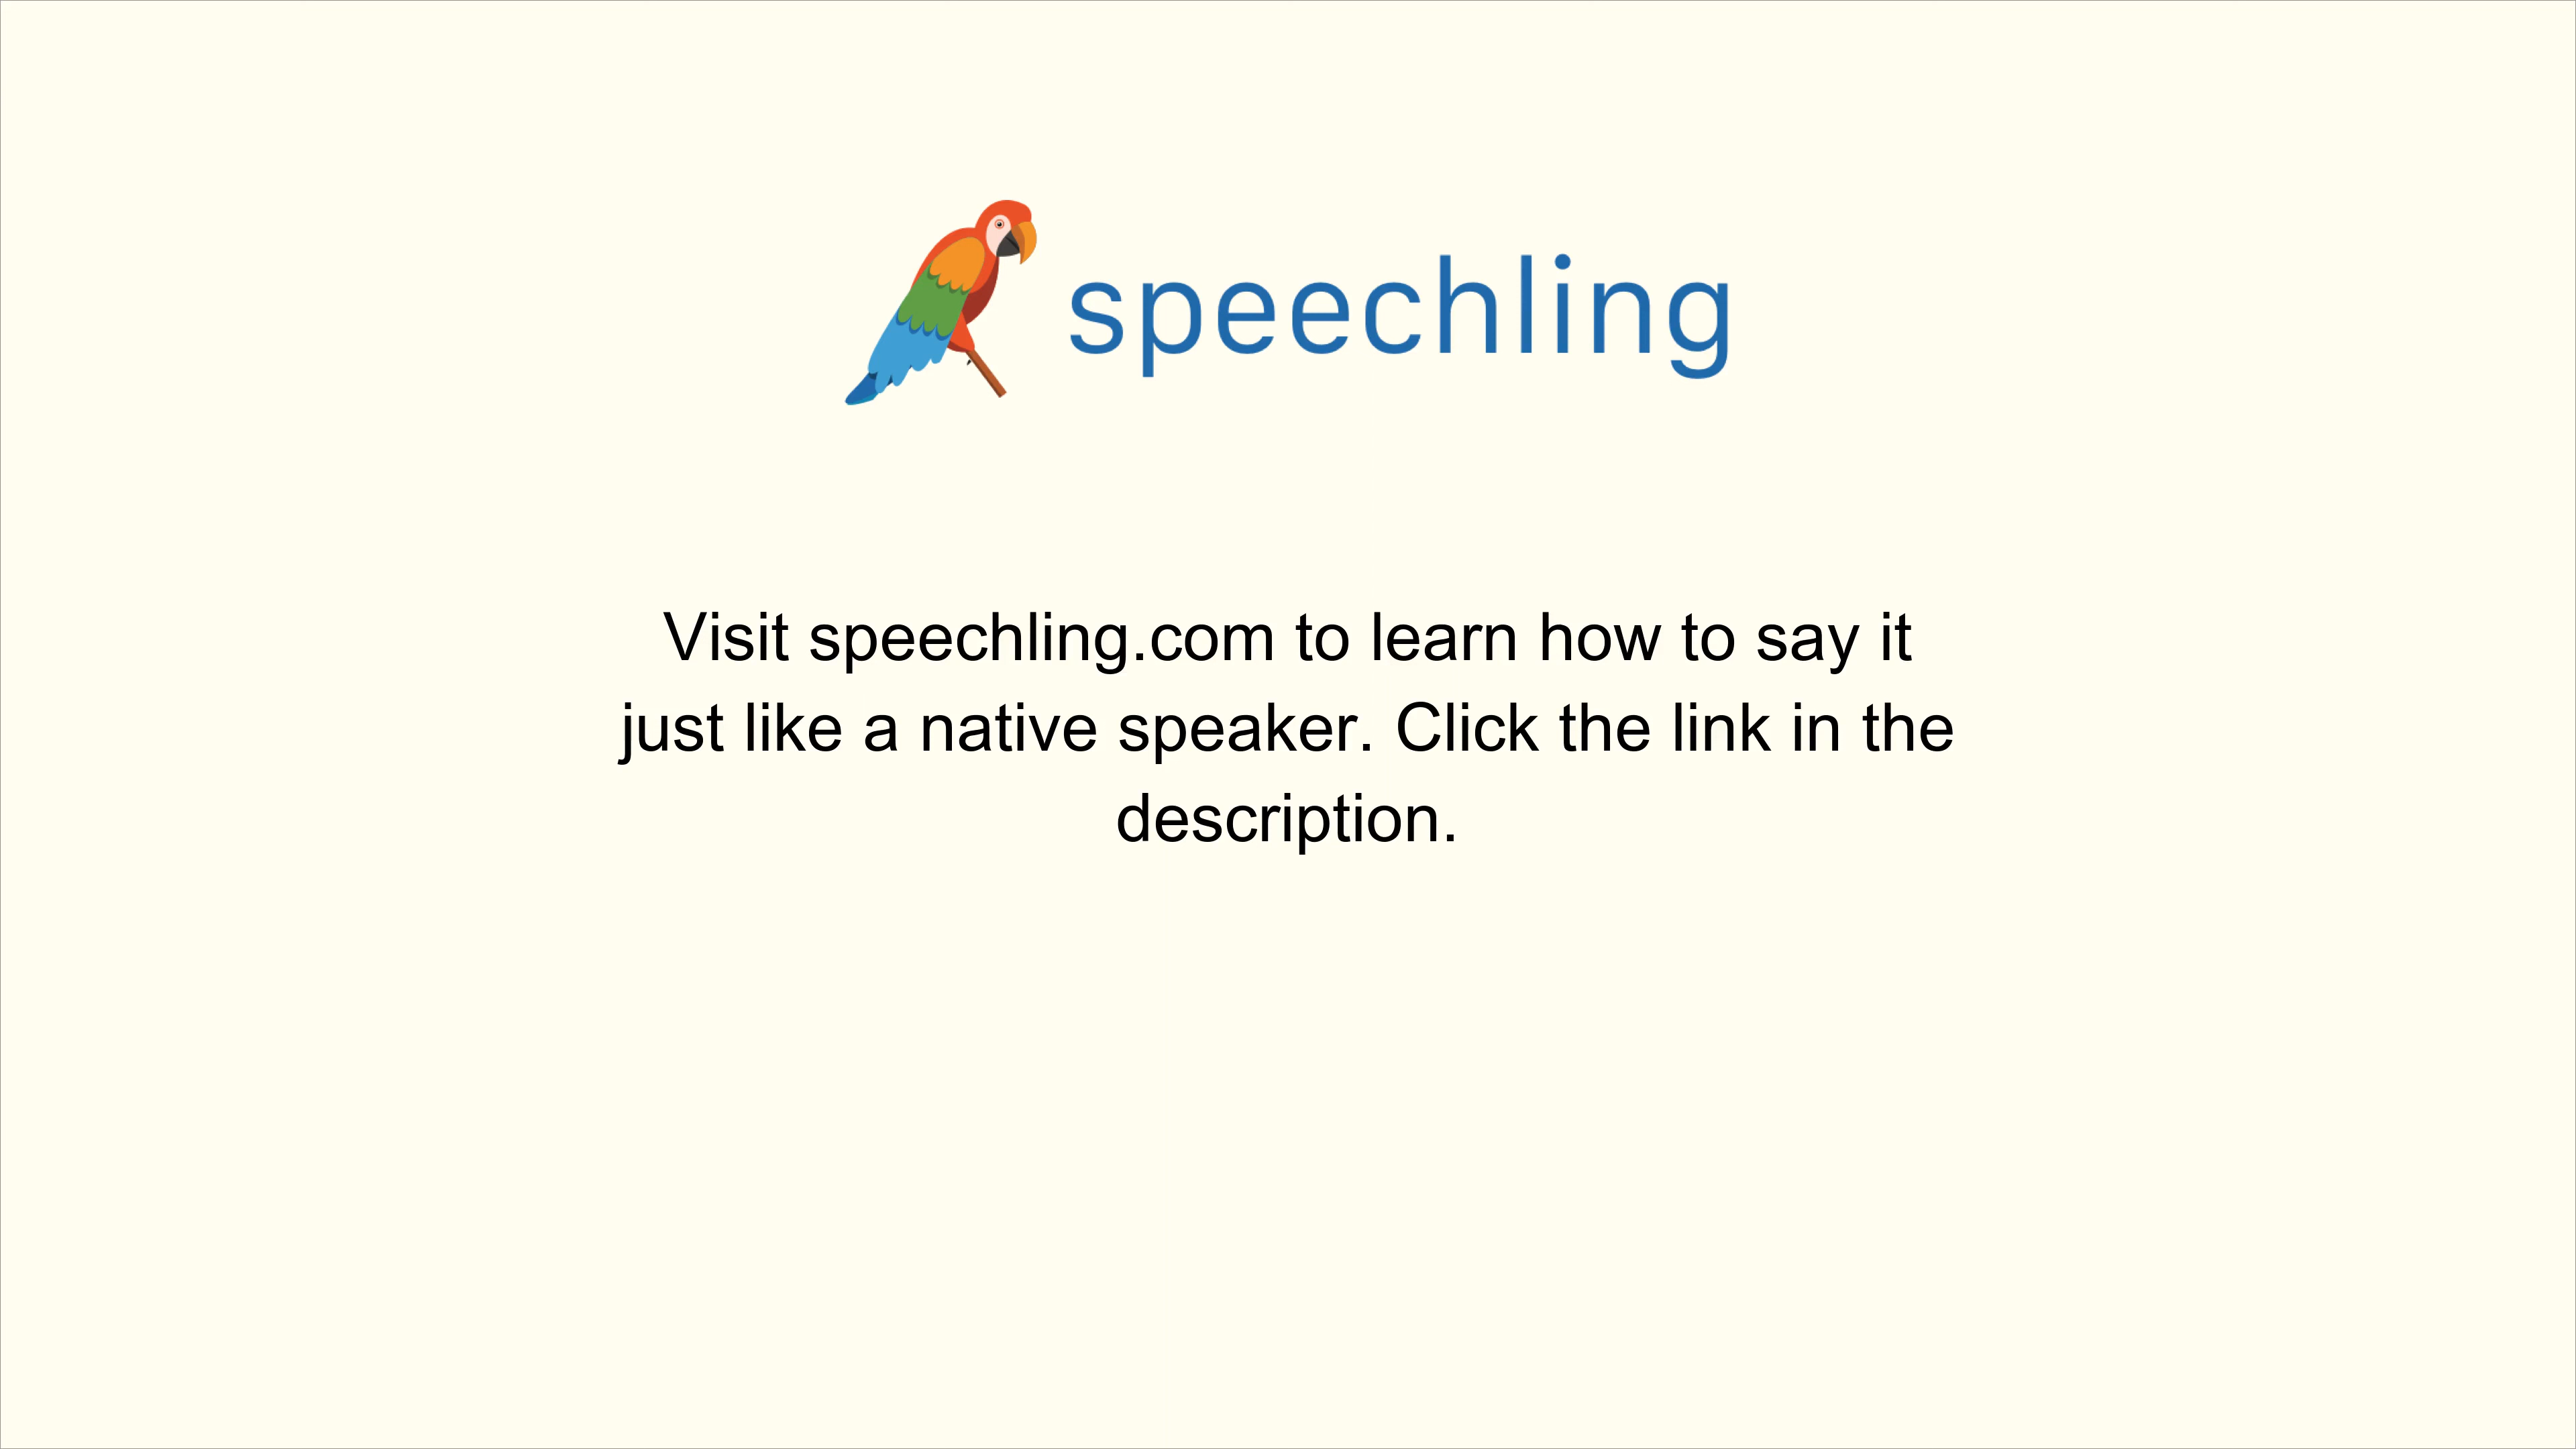 speechling
Visit speechling.com to learn how to say it
just like a native speaker. Click the link in the
description.